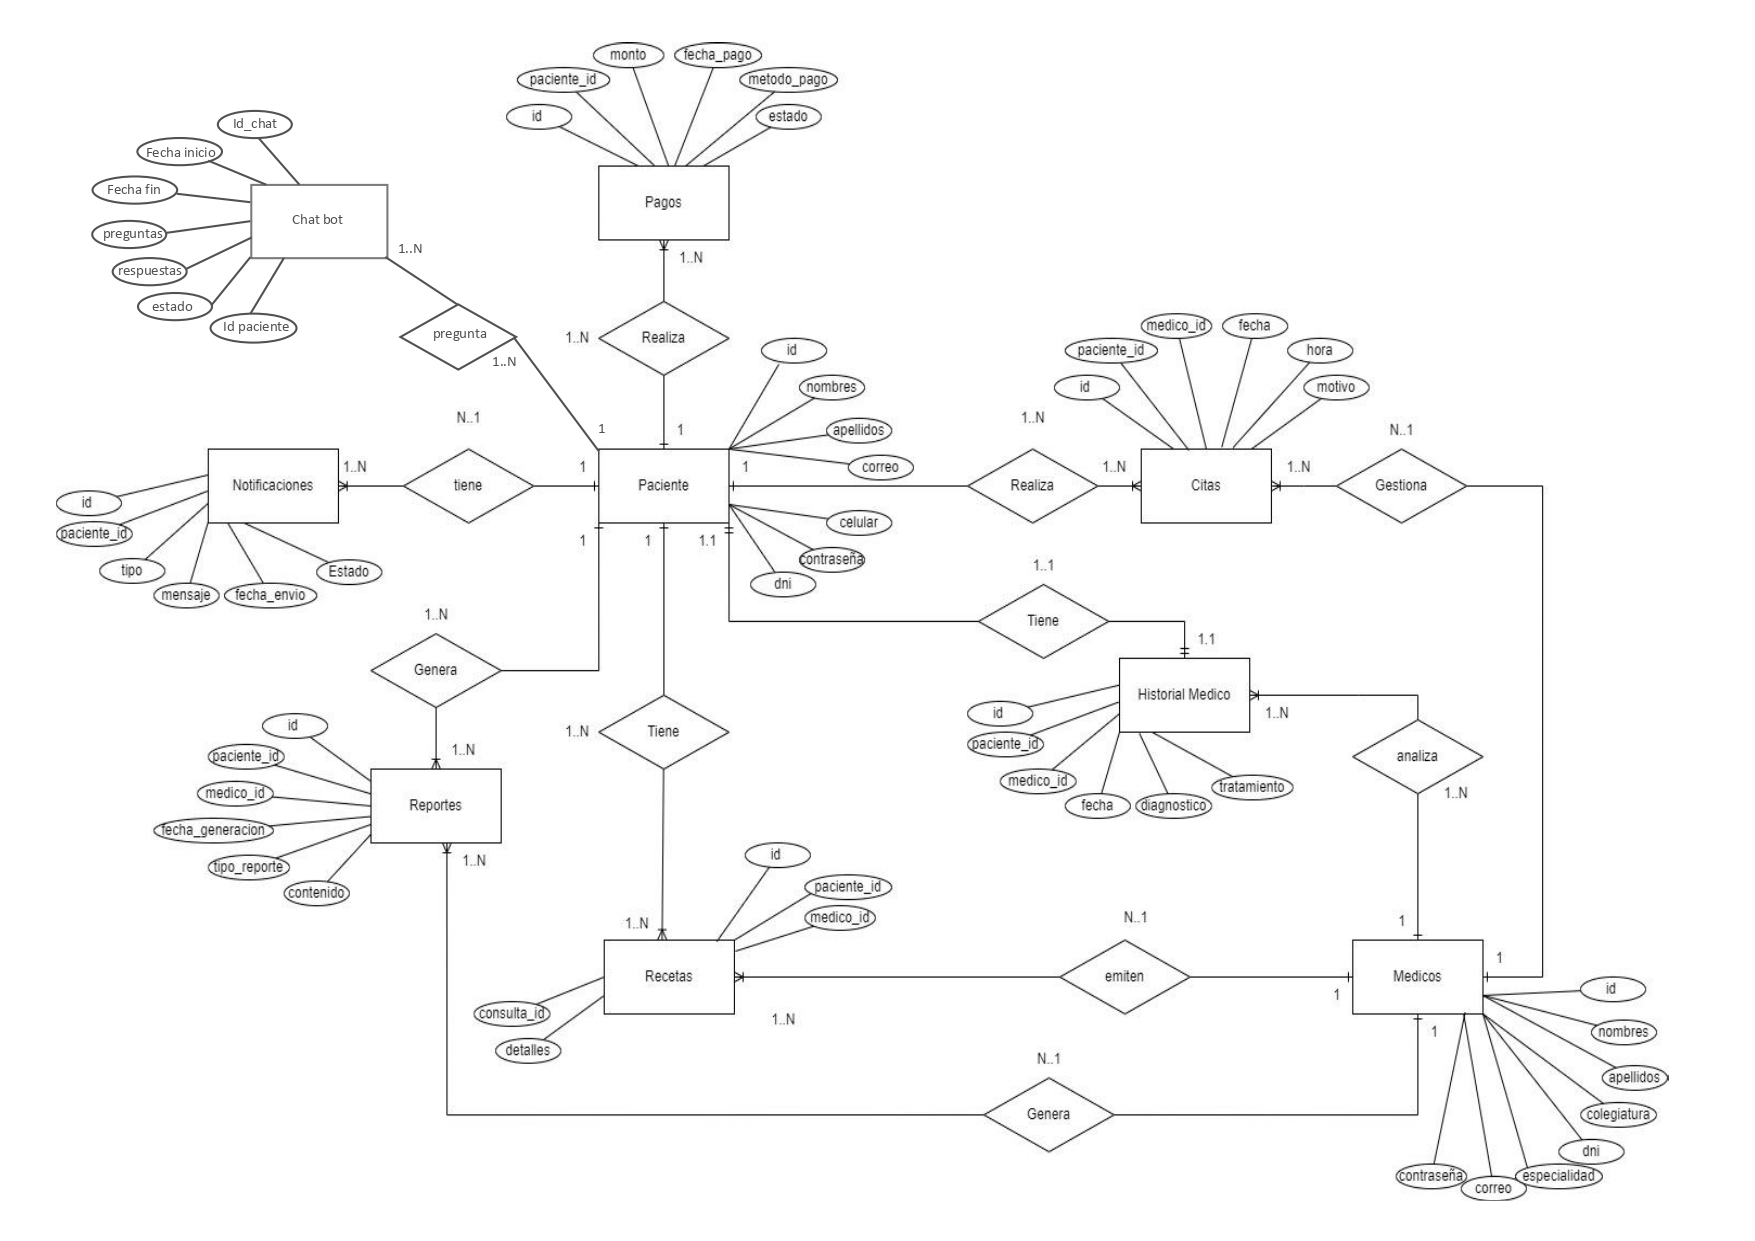 monto
fecha_pago
paciente_id
metodo_pago
id
estado
Pagos
1..N
1..N
Realiza
1
Id_chat
Fecha inicio
Fecha fin
preguntas
respuestas
estado
Id paciente
Chat bot
1..N
pregunta
1..N
1
id
nombres
apellidos
correo
Paciente
celular
contraseña
dni
N..1
1..N
tiene
1
Notificaciones
id
paciente_id
tipo
mensaje
fecha_envio
Estado
1
1..N
Realiza
1..N
medico_id
fecha
paciente_id
hora
id
motivo
Citas
1..N
N..1
Gestiona
1
1
1.1
1..N
Genera
1..N
id
paciente_id
medico_id
fecha_generacion
tipo_reporte
contenido
Reportes
1..N
1..N
Tiene
1..N
1..1
Tiene
1.1
Historial Medico
id
paciente_id
medico_id
fecha
diagnostico
tratamiento
1..N
analiza
1..N
1
id
paciente_id
medico_id
Recetas
consulta_id
detalles
1..N
N..1
emiten
1
Medicos
1
1
N..1
Genera
id
nombres
apellidos
colegiatura
dni
especialidad
correo
contraseña